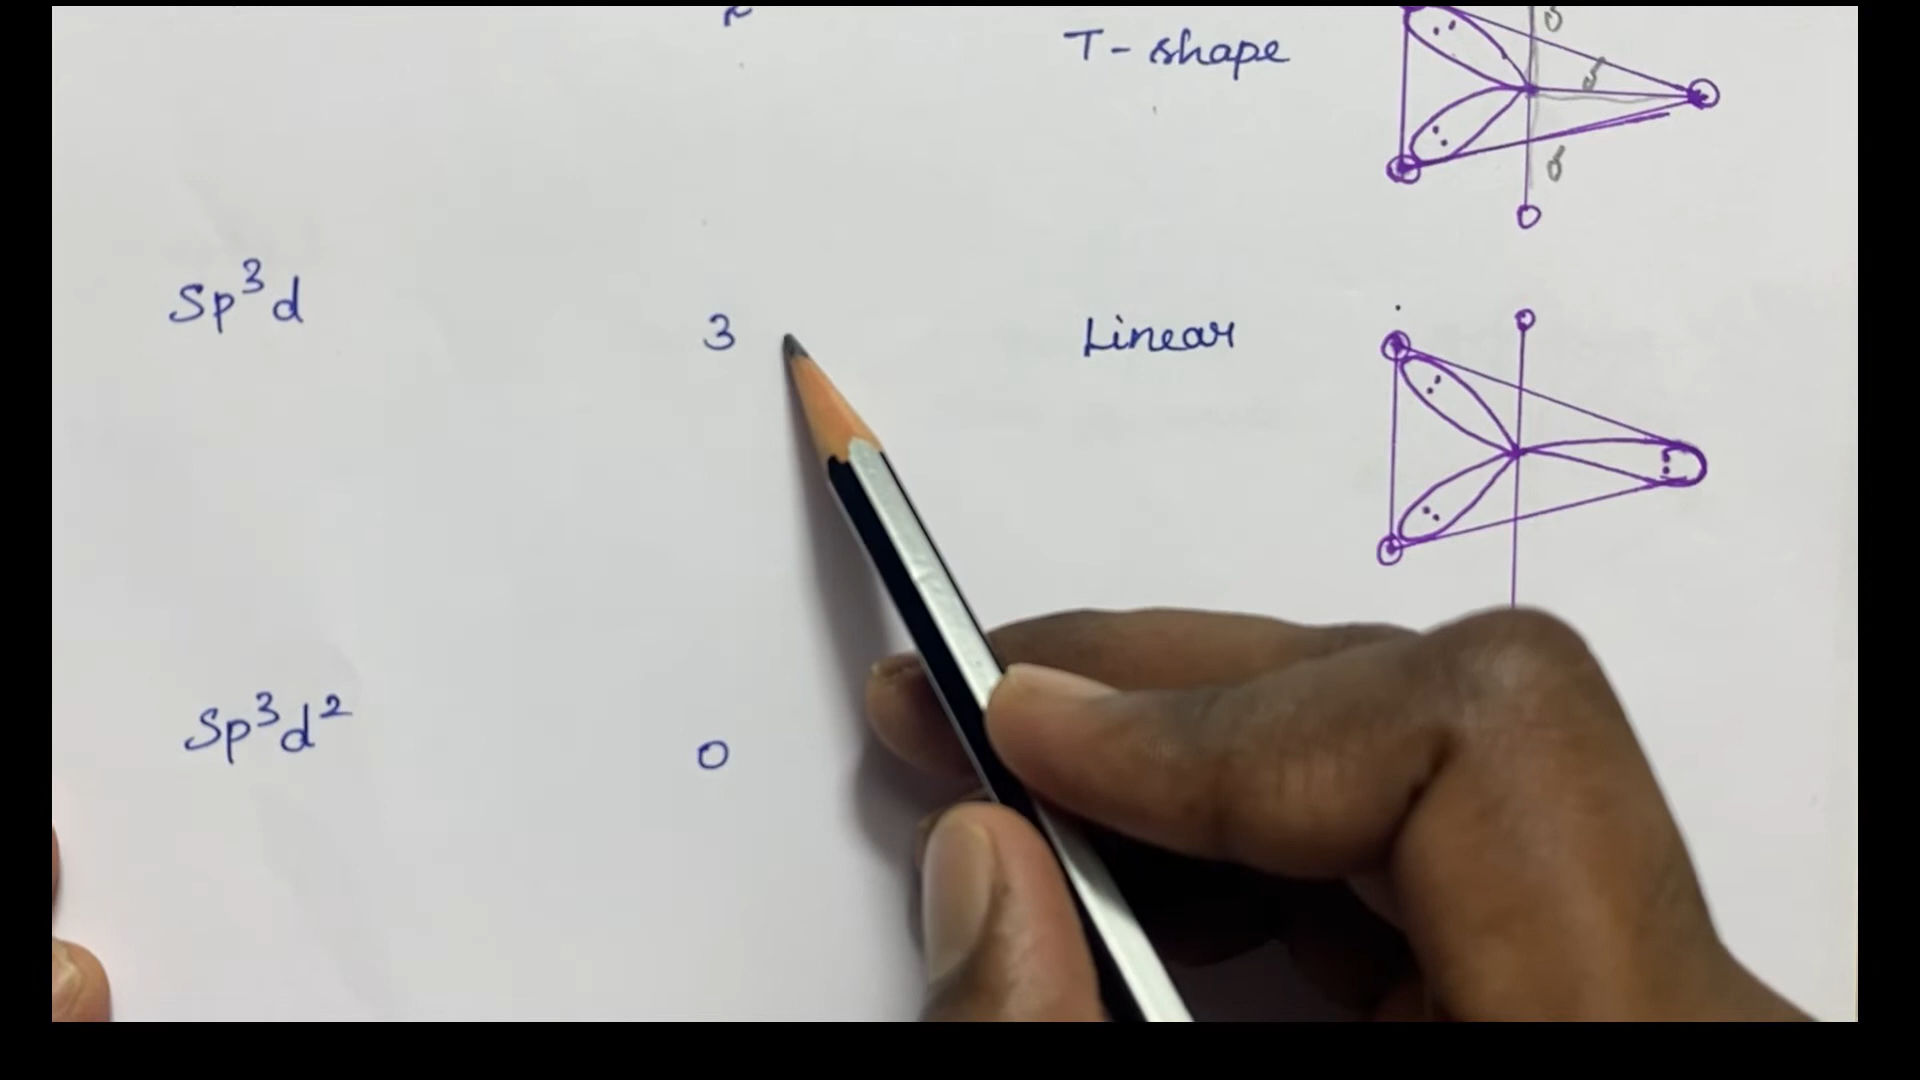 T- shape
σ
σ
σ
Sp³d 3 Linear
Sp³d² 0